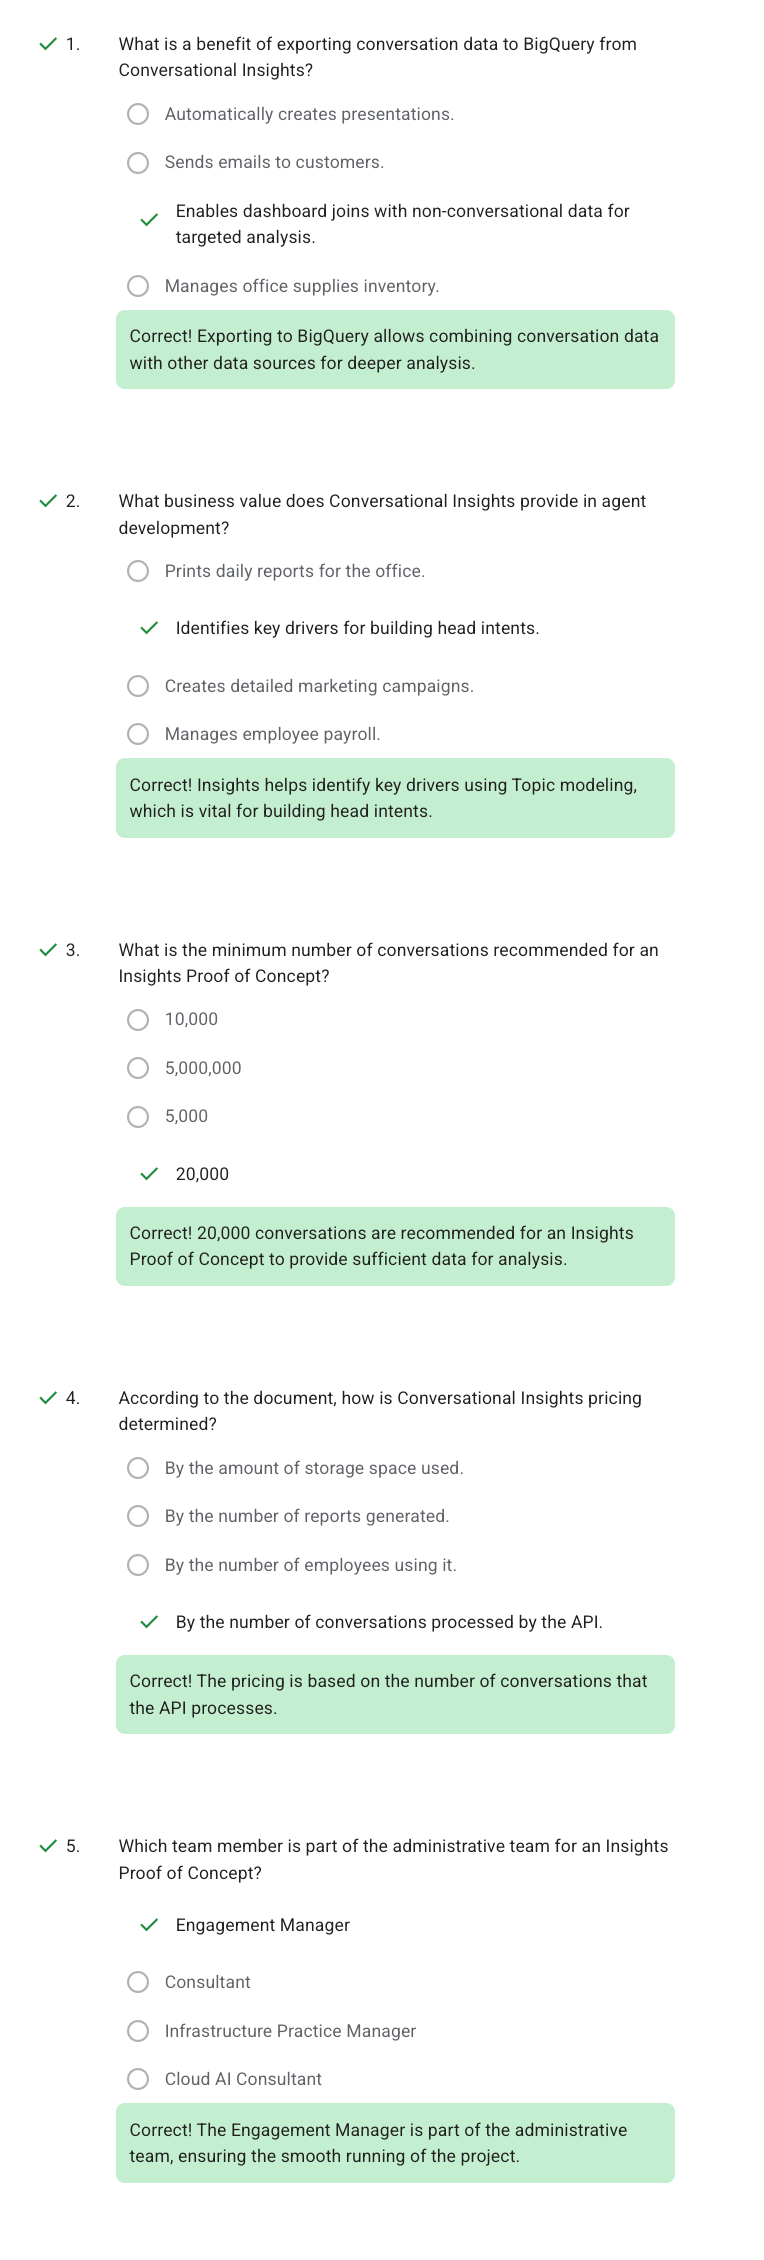 1. What is a benefit of exporting conversation data to BigQuery from
Conversational Insights?
Automatically creates presentations.
Sends emails to customers.
Enables dashboard joins with non-conversational data for
targeted analysis.
Manages office supplies inventory.
Correct! Exporting to BigQuery allows combining conversation data
with other data sources for deeper analysis.
2. What business value does Conversational Insights provide in agent
development?
Prints daily reports for the office.
Identifies key drivers for building head intents.
Creates detailed marketing campaigns.
Manages employee payroll.
Correct! Insights helps identify key drivers using Topic modeling,
which is vital for building head intents.
3. What is the minimum number of conversations recommended for an
Insights Proof of Concept?
10,000
5,000,000
5,000
20,000
Correct! 20,000 conversations are recommended for an Insights
Proof of Concept to provide sufficient data for analysis.
4. According to the document, how is Conversational Insights pricing
determined?
By the amount of storage space used.
By the number of reports generated.
By the number of employees using it.
By the number of conversations processed by the API.
Correct! The pricing is based on the number of conversations that
the API processes.
5. Which team member is part of the administrative team for an Insights
Proof of Concept?
Engagement Manager
Consultant
Infrastructure Practice Manager
Cloud AI Consultant
Correct! The Engagement Manager is part of the administrative
team, ensuring the smooth running of the project.